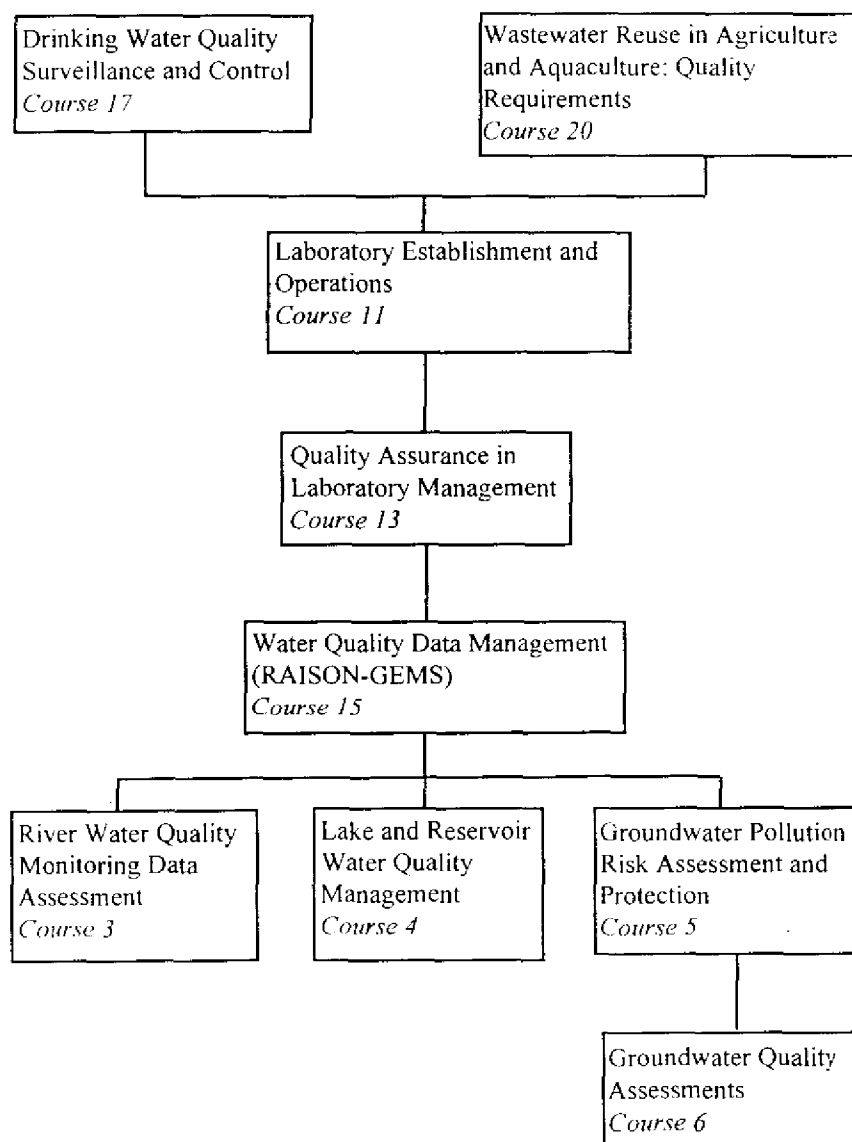 Drinking Water Quality
Surveillance and Control
Course 17
Wastewater Reuse in Agriculture
and Aquaculture: Quality
Requirements
Course 20
Laboratory Establishment and
Operations
Course 11
Quality Assurance in
Laboratory Management
Course 13
Water Quality Data Management
(RAISON-GEMS)
Course 15
River Water Quality
Monitoring Data
Assessment
Course 3
Lake and Reservoir
Water Quality
Management
Course 4
Groundwater Pollution
Risk Assessment and
Protection
Course 5
Groundwater Quality
Assessments
Course 6